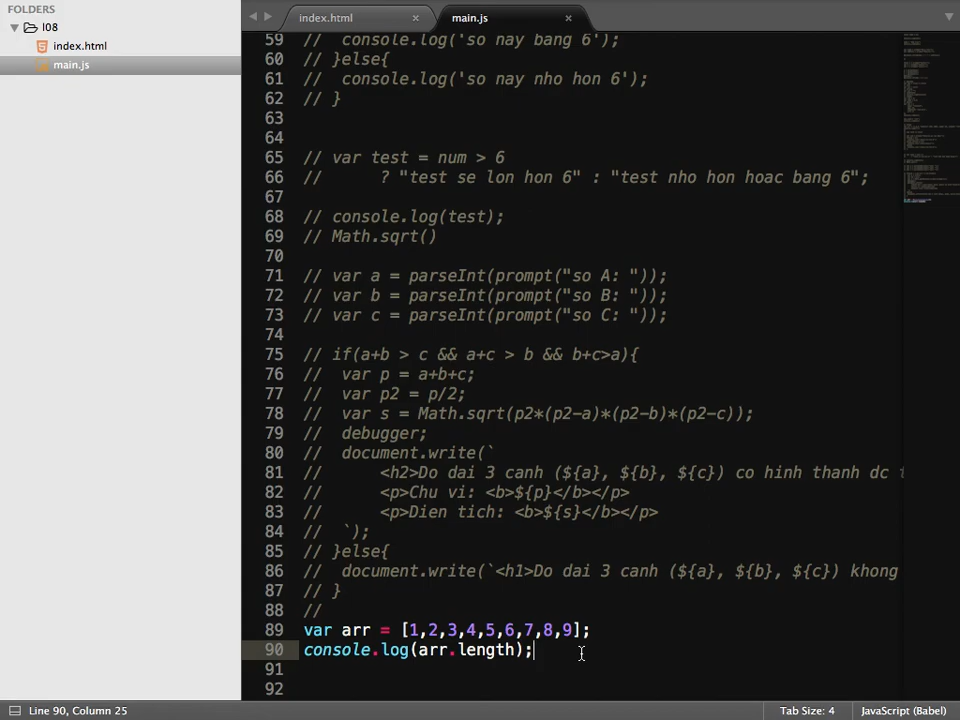 FOLDERS
l08
index.html
main.js
index.html
main.js
59 //  console.log('so nay bang 6');
60 // }else{
61 //  console.log('so nay nho hon 6');
62 // }
63
64
65 // var test = num > 6
66 //      ? "test se lon hon 6" : "test nho hon hoac bang 6";
67
68 // console.log(test);
69 // Math.sqrt()
70
71 // var a = parseInt(prompt("so A: "));
72 // var b = parseInt(prompt("so B: "));
73 // var c = parseInt(prompt("so C: "));
74
75 // if(a+b > c && a+c > b && b+c>a){
76 //  var p = a+b+c;
77 //  var p2 = p/2;
78 //  var s = Math.sqrt(p2*(p2-a)*(p2-b)*(p2-c));
79 //  debugger;
80 //  document.write(`
81 //      <h2>Do dai 3 canh (${a}, ${b}, ${c}) co hinh thanh dc t
82 //      <p>Chu vi: <b>${p}</b></p>
83 //      <p>Dien tich: <b>${s}</b></p>
84 //  `);
85 // }else{
86 //  document.write(`<h1>Do dai 3 canh (${a}, ${b}, ${c}) khong
87 // }
88 //
89 var arr = [1,2,3,4,5,6,7,8,9];
90 console.log(arr.length);
91
92
Line 90, Column 25
Tab Size: 4
JavaScript (Babel)